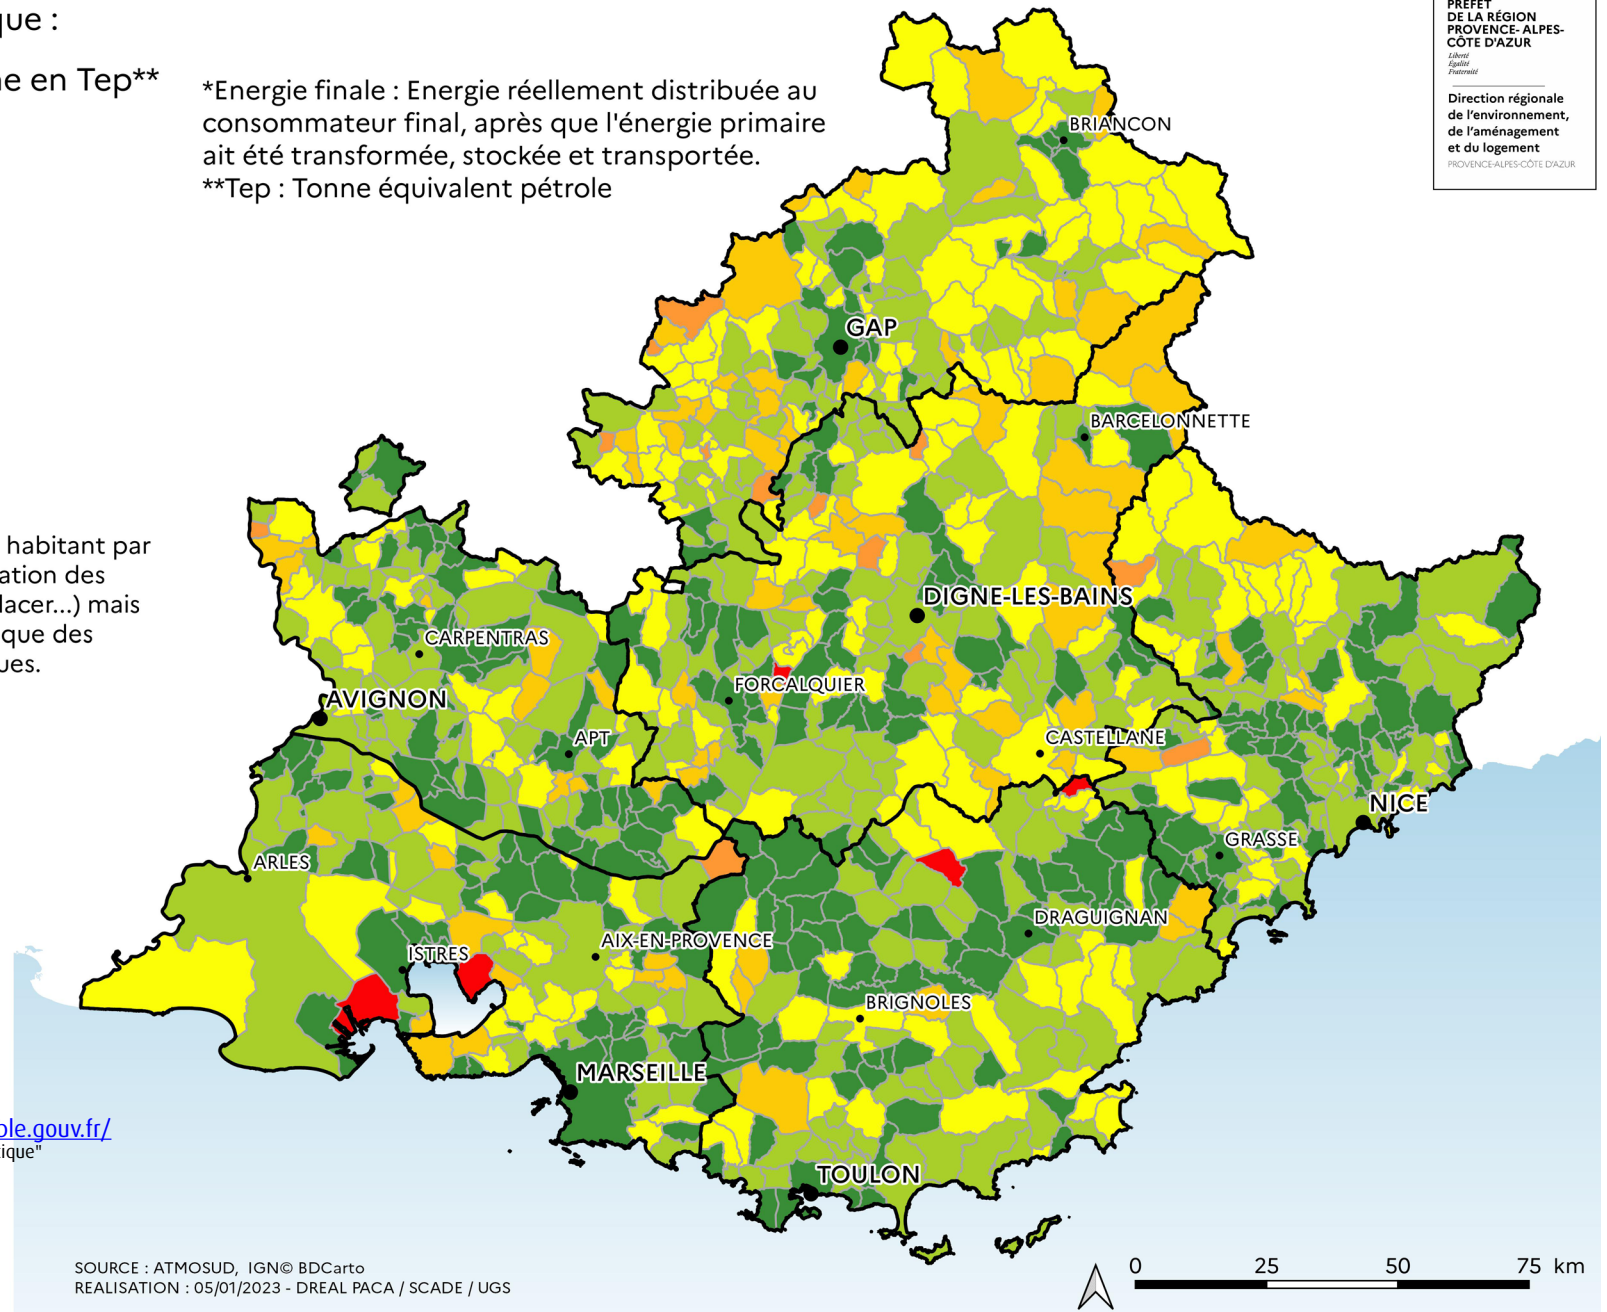 que :
ne en Tep**
*Energie finale : Energie réellement distribuée au
consommateur final, après que l'énergie primaire
ait été transformée, stockée et transportée.
**Tep : Tonne équivalent pétrole
PRÉFET
DE LA RÉGION
PROVENCE- ALPES-
CÔTE D'AZUR
Liberté
Égalité
Fraternité
Direction régionale
de l'environnement,
de l'aménagement
et du logement
PROVENCE-ALPES-CÔTE D'AZUR
BRIANCON
GAP
BARCELONNETTE
habitant par
ation des
lacer...) mais
que des
ues.
DIGNE-LES-BAINS
CARPENTRAS
FORCALQUIER
AVIGNON
APT
CASTELLANE
NICE
GRASSE
ARLES
DRAGUIGNAN
AIX-EN-PROVENCE
ISTRES
BRIGNOLES
MARSEILLE
ble.gouv.fr/
tique"
TOULON
SOURCE : ATMOSUD, IGN© BDCarto
REALISATION : 05/01/2023 - DREAL PACA / SCADE / UGS
0 25 50 75 km